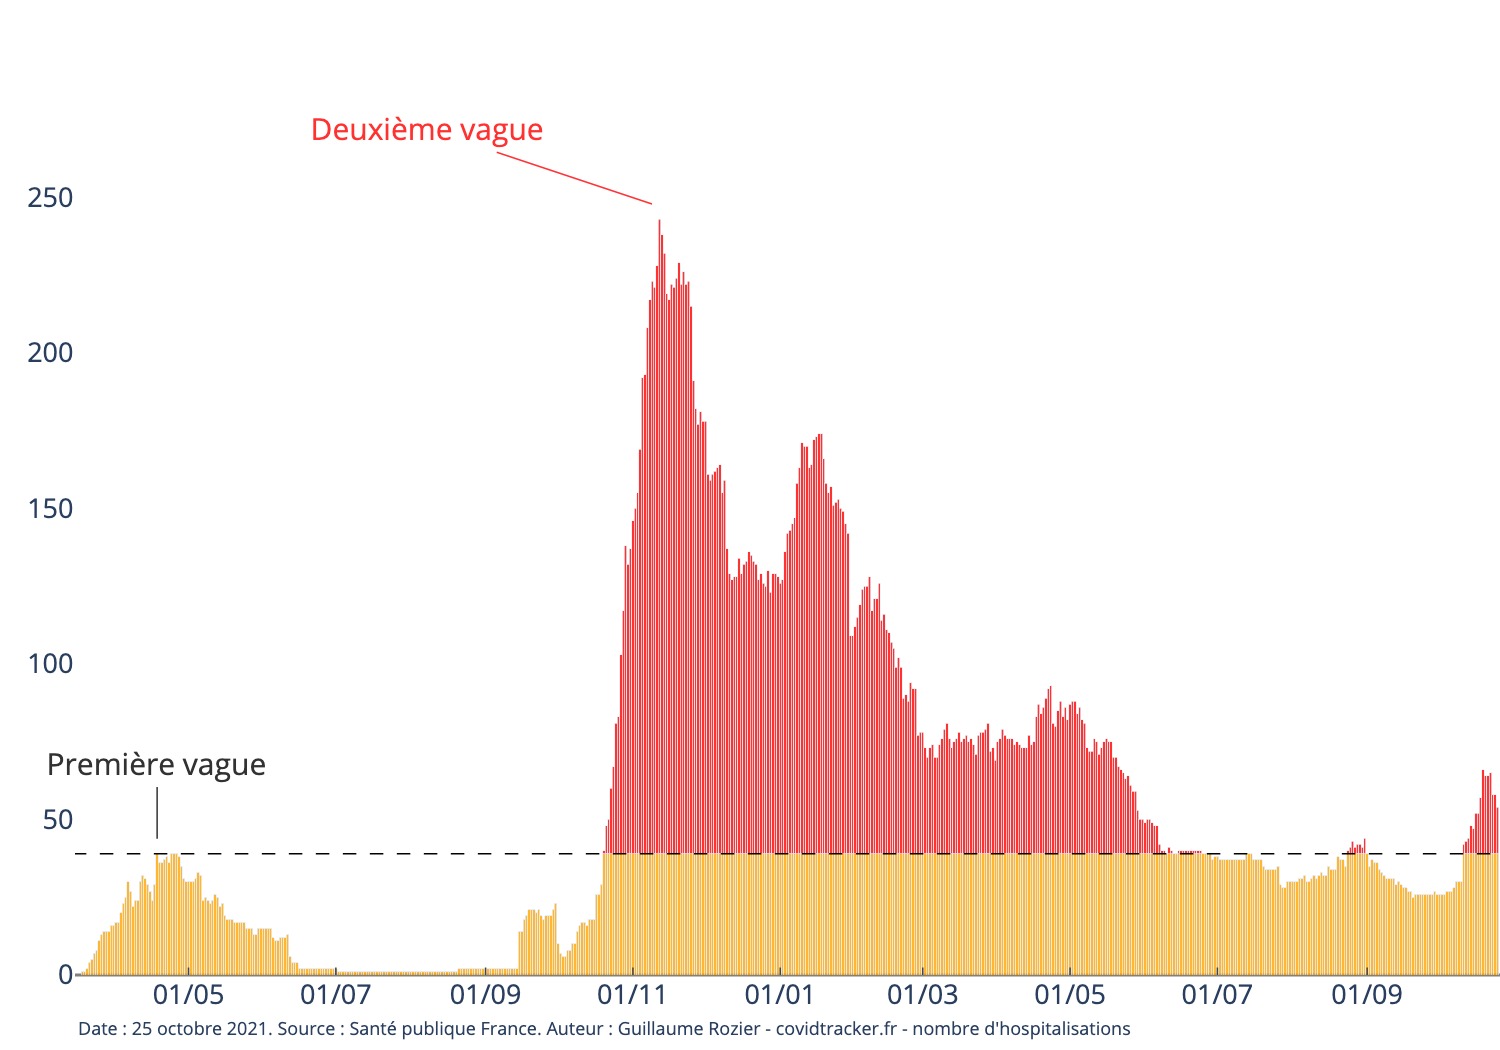 Deuxième vague
250
200
150
100
Première vague
50
0
01/05 01/07 01/09 01/11 01/01 01/03 01/05 01/07 01/09
Date : 25 octobre 2021. Source : Santé publique France. Auteur : Guillaume Rozier - covidtracker.fr - nombre d'hospitalisations